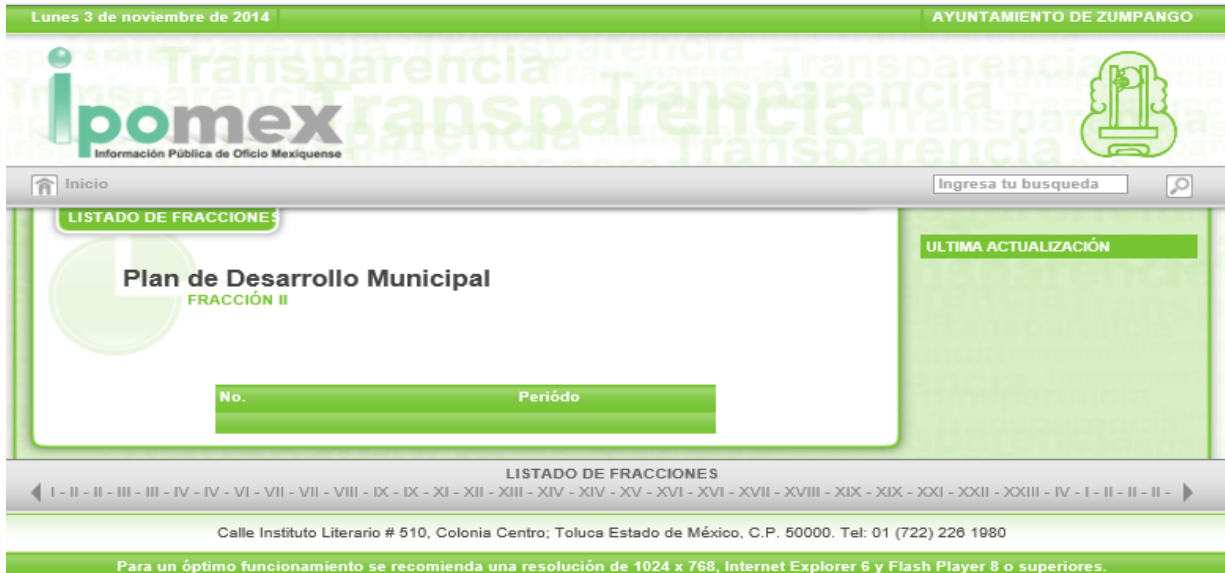 Lunes 3 de noviembre de 2014
AYUNTAMIENTO DE ZUMPANGO
ipomex
Información Pública de Oficio Mexiquense
Transparencia
Inicio
Ingresa tu busqueda
LISTADO DE FRACCIONES
ULTIMA ACTUALIZACIÓN
Plan de Desarrollo Municipal
FRACCIÓN II
No. Periódo
LISTADO DE FRACCIONES
I - II - II - III - III - IV - IV - VI - VII - VII - VIII - IX - IX - XI - XII - XIII - XIV - XIV - XV - XVI - XVI - XVII - XVIII - XIX - XIX - XXI - XXII - XXIII - IV - I - II - II - II -
Calle Instituto Literario # 510, Colonia Centro; Toluca Estado de México, C.P. 50000. Tel: 01 (722) 226 1980
Para un óptimo funcionamiento se recomienda una resolución de 1024 x 768, Internet Explorer 6 y Flash Player 8 o superiores.